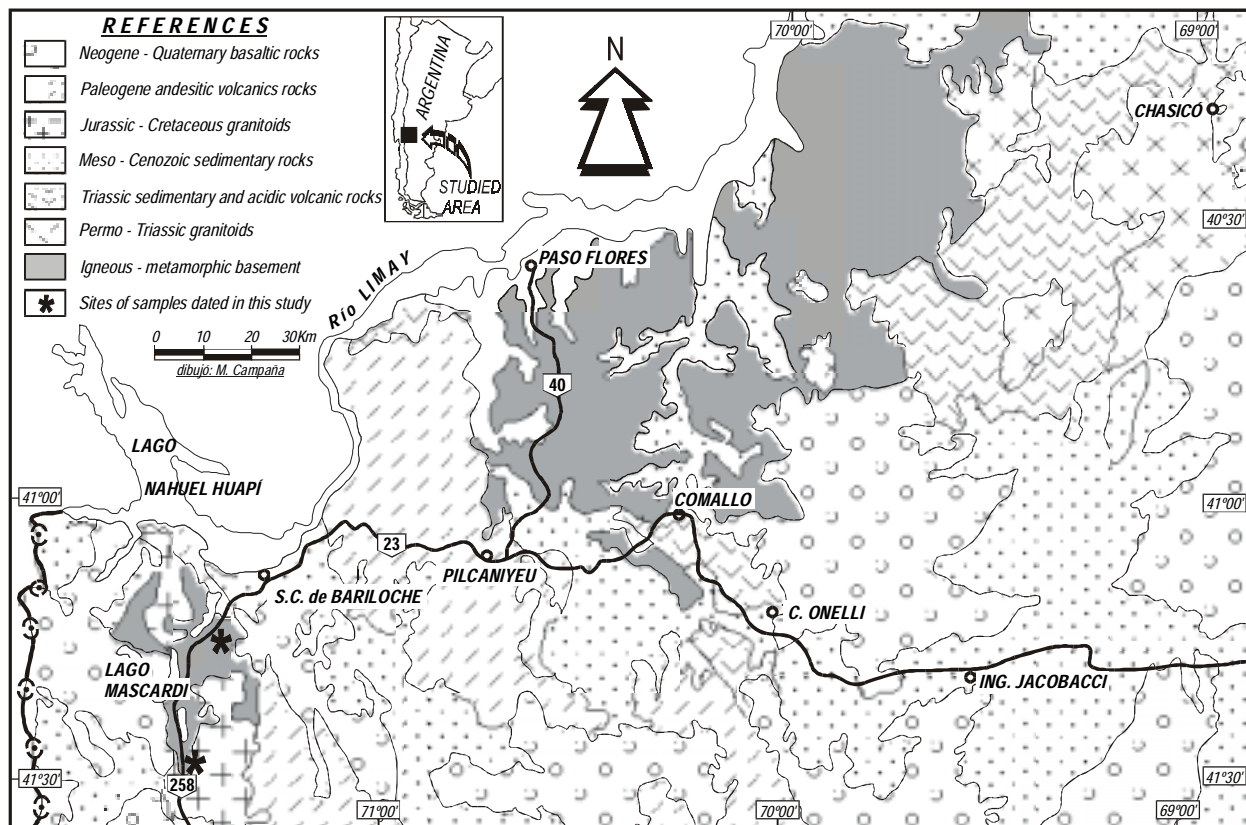 REFERENCES
Neogene - Quaternary basaltic rocks
Paleogene andesitic volcanics rocks
Jurassic - Cretaceous granitoids
Meso - Cenozoic sedimentary rocks
Triassic sedimentary and acidic volcanic rocks
Permo - Triassic granitoids
Igneous - metamorphic basement
Sites of samples dated in this study
0 10 20 30Km
dibujó: M. Campaña
ARGENTINA
STUDIED
AREA
N
70°00'
69°00'
CHASICÓ
40°30'
Río LIMAY
PASO FLORES
40
LAGO
NAHUEL HUAPÍ
41°00'
COMALLO
41°00'
23
PILCANIYEU
S.C. de BARILOCHE
C. ONELLI
LAGO
MASCARDI
ING. JACOBACCI
41°30'
258
41°30'
71°00'
70°00'
69°00'